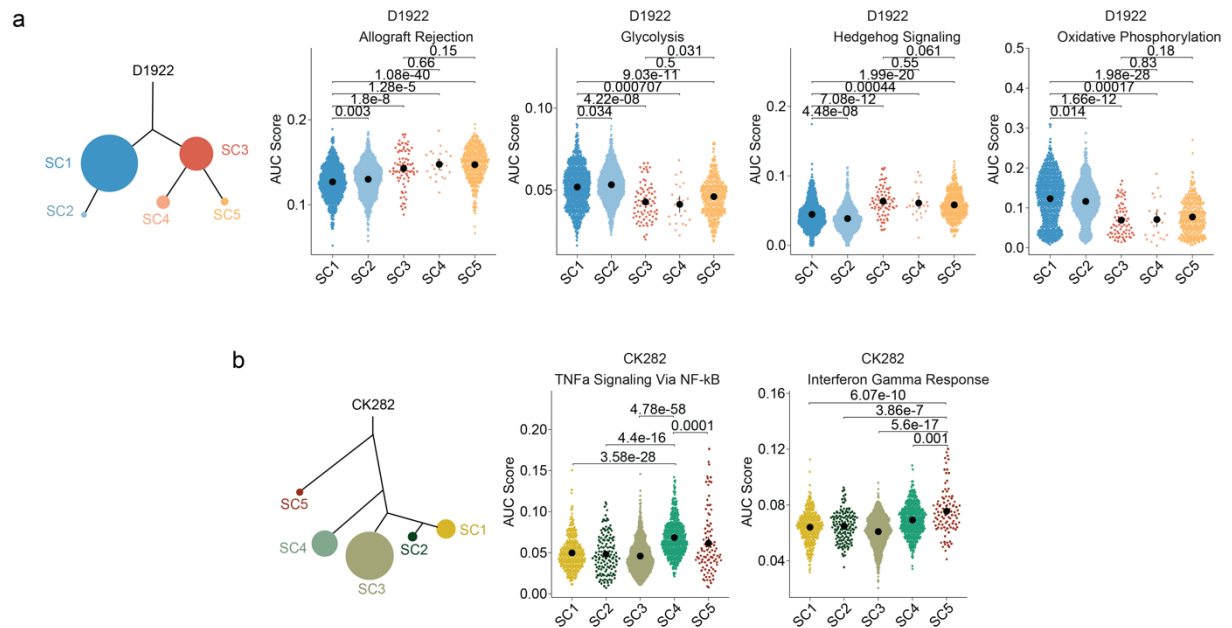 a
D1922
SC1
SC2
SC3
SC4
SC5
D1922
Allograft Rejection
0.15
0.66
1.08e-40
1.28e-5
1.8e-8
0.003
AUC Score
0.2
0.1
SC1
SC2
SC3
SC4
SC5
D1922
Glycolysis
0.031
0.5
9.03e-11
0.000707
4.22e-08
0.034
AUC Score
0.10
0.05
SC1
SC2
SC3
SC4
SC5
D1922
Hedgehog Signaling
0.061
0.55
1.99e-20
0.00044
7.08e-12
4.48e-08
AUC Score
0.2
0.1
0.0
SC1
SC2
SC3
SC4
SC5
D1922
Oxidative Phosphorylation
0.18
0.83
1.98e-28
0.00017
1.66e-12
0.014
AUC Score
0.5
0.4
0.3
0.2
0.1
0.0
SC1
SC2
SC3
SC4
SC5
b
CK282
SC5
SC4
SC3
SC2
SC1
CK282
TNFa Signaling Via NF-kB
4.78e-58
0.0001
4.4e-16
3.58e-28
AUC Score
0.20
0.15
0.10
0.05
0.00
SC1
SC2
SC3
SC4
SC5
CK282
Interferon Gamma Response
6.07e-10
3.86e-7
5.6e-17
0.001
AUC Score
0.16
0.12
0.08
0.04
SC1
SC2
SC3
SC4
SC5